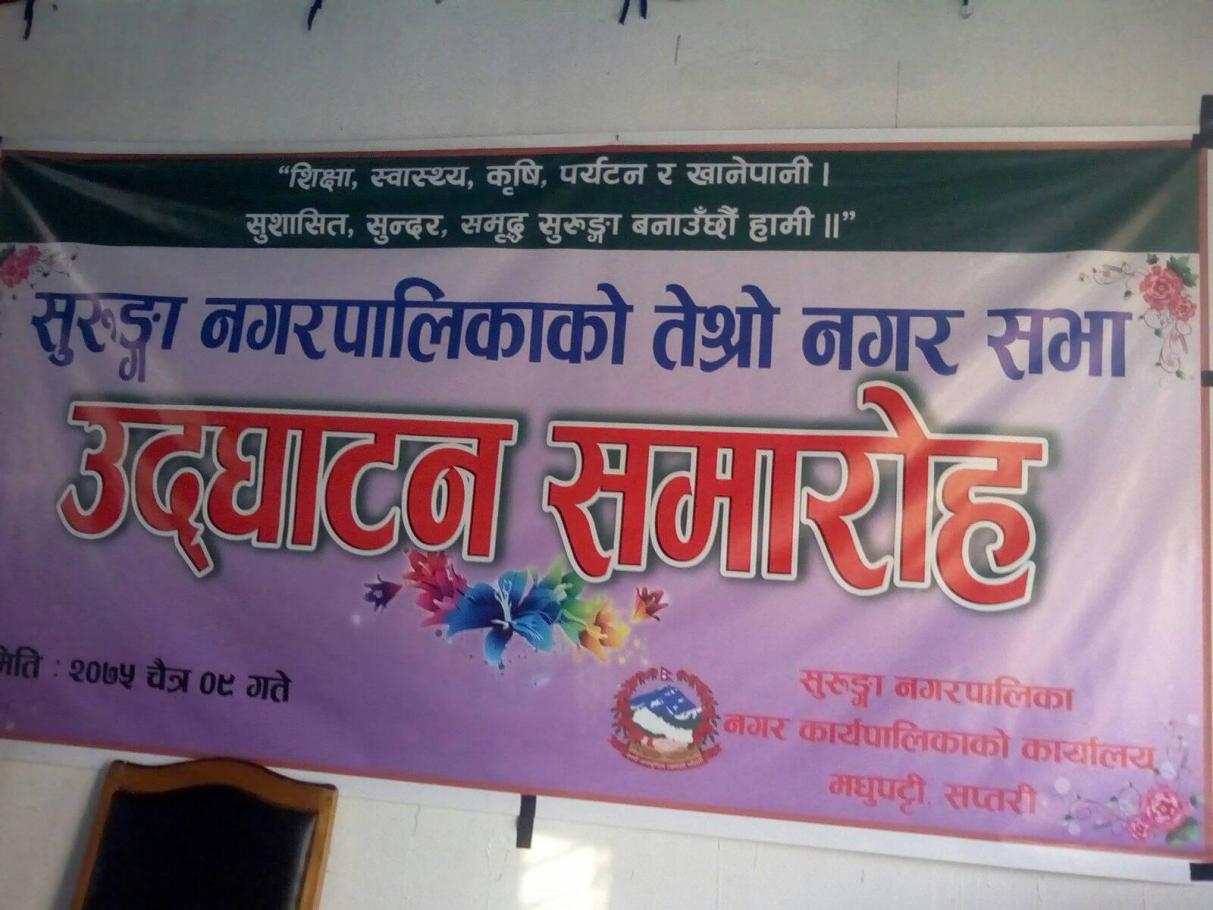 “शिक्षा, स्वास्थ्य, कृषि, पर्यटन र खानेपानी ।
सुशासित, सुन्दर, समृद्ध सुरूङ्गा बनाउँछौं हामी ॥”
सुरुङ्गा नगरपालिकाको तेश्रो नगर सभा
उद्‌घाटन समारोह
मिति : २०७५ चैत्र ०९ गते
सुरुङ्गा नगरपालिका
नगर कार्यपालिकाको कार्यालय
मधुपट्टी, सप्तरी